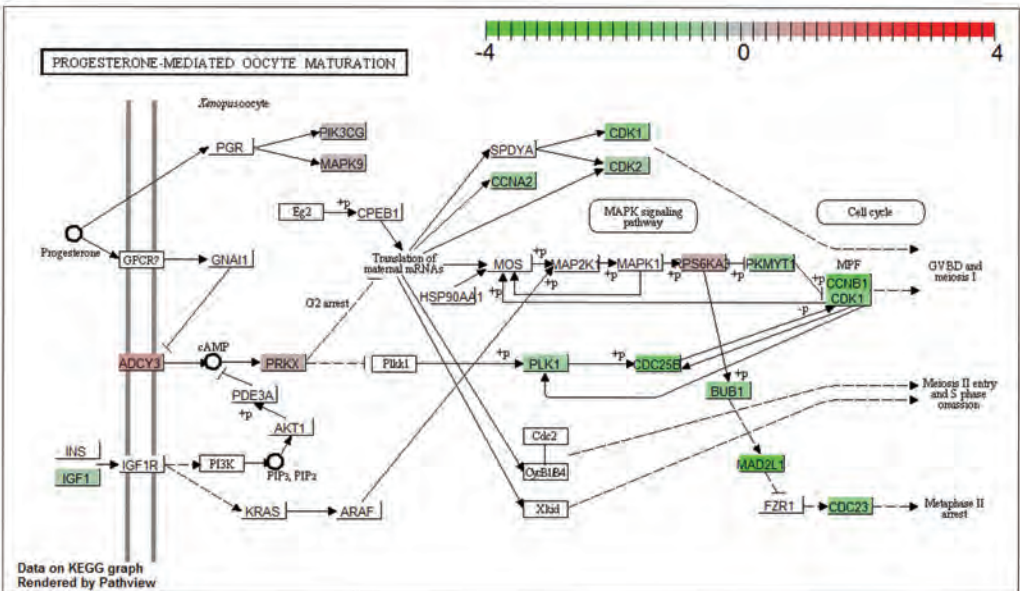 -4
0
4
PROGESTERONE-MEDIATED OOCYTE MATURATION
Xenopus oocyte
PGR
PIK3CG
MAPK9
SPDYA
CDK1
CDK2
CCNA2
Eg2
+p
CPEB1
MAPK signaling
pathway
Cell cycle
Progesterone
GPCR?
GNAI1
Translation of
maternal mRNAs
MOS
+p
MAP2K1
+p
MAPK1
+p
RPS6KA3
+p
PKMYT1
MPF
CCNB1
CDK1
GVBD and
meiosis I
HSP90AA1
+p
+p
+p
+p
-p
G2 arrest
ADCY3
cAMP
PRKX
Plkk1
+p
PLK1
+p
CDC25B
+p
BUB1
Meiosis II entry
and S phase
omission
PDE3A
+p
AKT1
INS
IGF1
IGF1R
PI3K
PIP3, PIP2
Cdc2
CycB1B4
MAD2L1
KRAS
ARAF
Xkid
FZR1
CDC23
Metaphase II
arrest
Data on KEGG graph
Rendered by Pathview